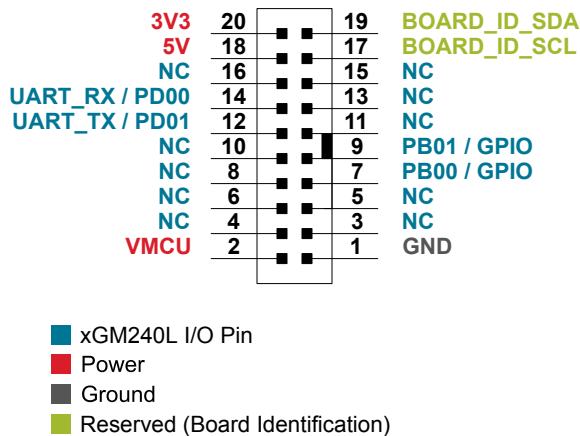 3V3 20 19 BOARD_ID_SDA
5V 18 17 BOARD_ID_SCL
NC 16 15 NC
UART_RX / PD00 14 13 NC
UART_TX / PD01 12 11 NC
NC 10 9 PB01 / GPIO
NC 8 7 PB00 / GPIO
NC 6 5 NC
NC 4 3 NC
VMCU 2 1 GND
xGM240L I/O Pin
Power
Ground
Reserved (Board Identification)